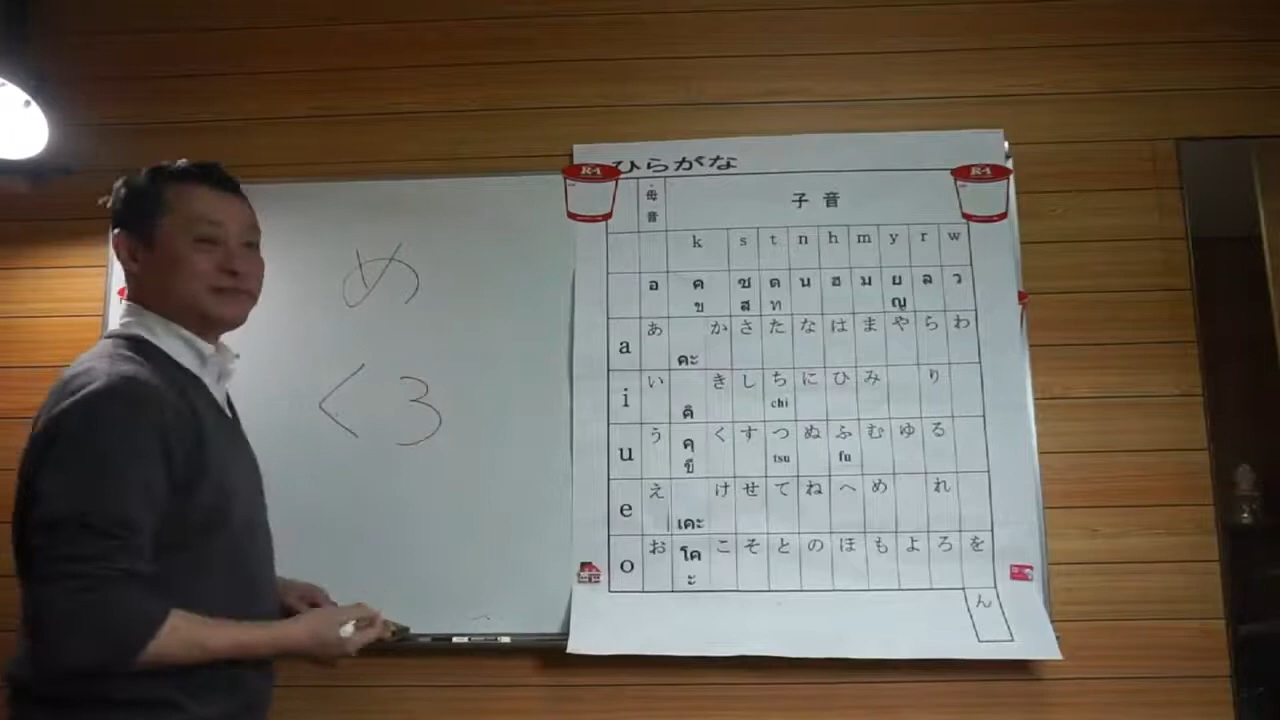 め
く3
ひらがな
R-1
R-1
母音 子音
k s t n h m y r w
อ ค ซ ด น ฮ ม ย ล ว
ข ส ท ญ
a あ คะ か さ た な は ま や ら わ
i い คิ き し ち に ひ み り
chi
u う คุ く す つ ぬ ふ む ゆ る
ขึ tsu fu
e え เคะ け せ て ね へ め れ
o お โคะ こ そ と の ほ も よ ろ を
ん